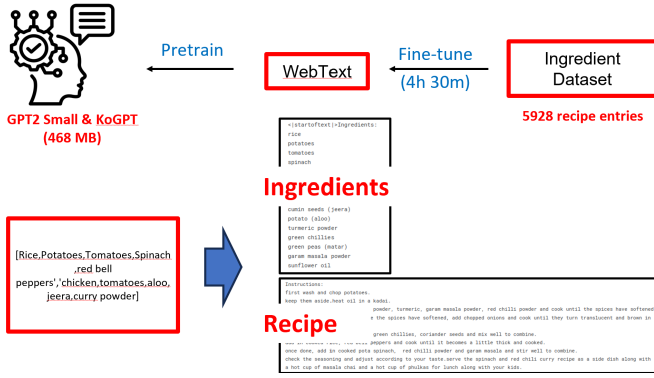 Pretrain
WebText
Fine-tune
(4h 30m)
Ingredient
Dataset
GPT2 Small & KoGPT
(468 MB)
5928 recipe entries
<|startoftext|>Ingredients:
rice
potatoes
tomatoes
spinach
Ingredients
cumin seeds (jeera)
potato (aloo)
turmeric powder
green chillies
green peas (matar)
garam masala powder
sunflower oil
[Rice,Potatoes,Tomatoes,Spinach
,red bell
peppers','chicken,tomatoes,aloo,
jeera,curry powder]
Instructions:
first wash and chop potatoes.
keep them aside.heat oil in a kadai.
powder, turmeric, garam masala powder, red chilli powder and cook until the spices have softened
the spices have softened, add chopped onions and cook until they turn translucent and brown in
Recipe
green chillies, coriander seeds and mix well to combine.
peppers and cook until it becomes a little thick and cooked.
once done, add in cooked pota spinach, red chilli powder and garam masala and stir well to combine.
check the seasoning and adjust according to your taste.serve the spinach and red chilli curry recipe as a side dish along with
a hot cup of masala chai and a hot cup of phulkas for lunch along with your kids.